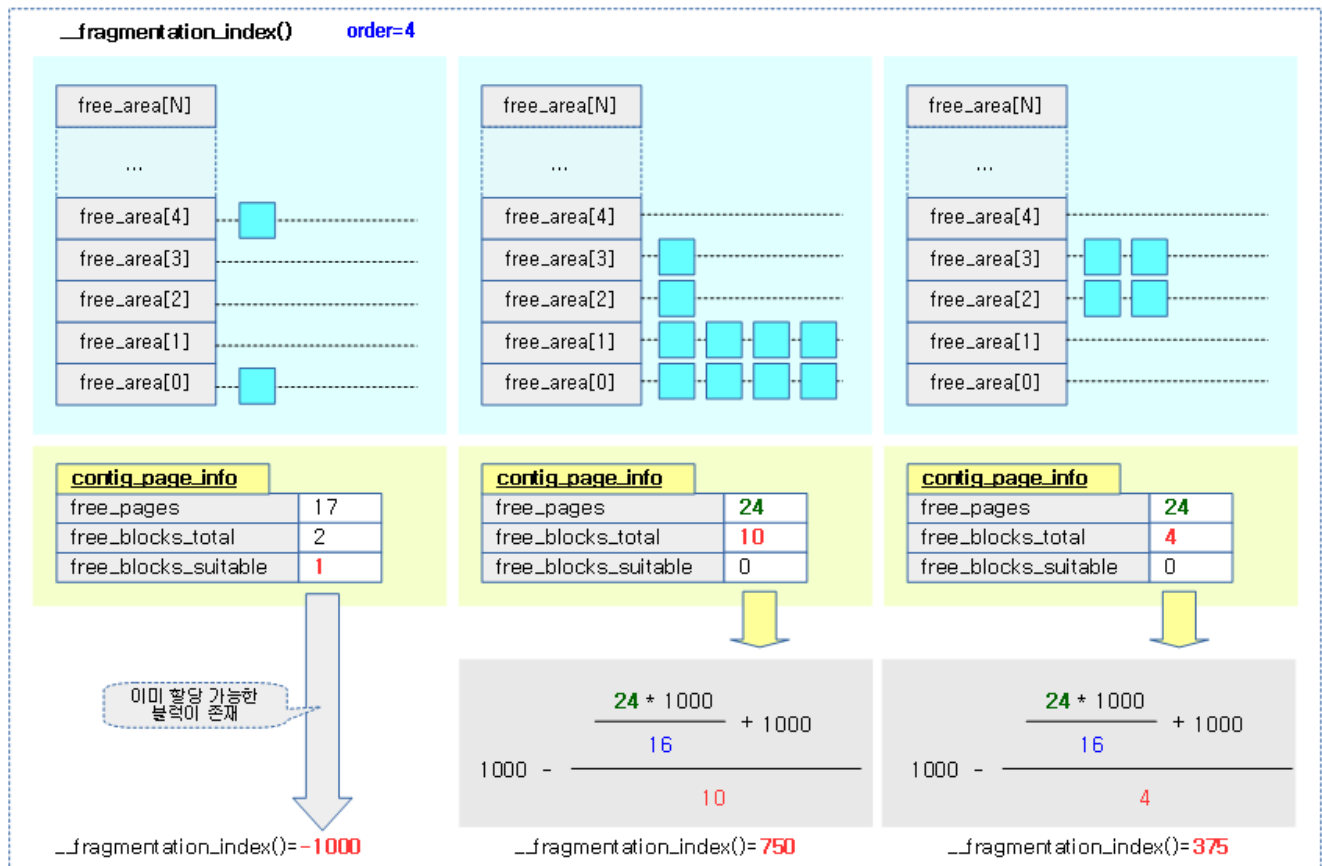 __fragmentation_index() order=4
free_area[N]
...
free_area[4]
free_area[3]
free_area[2]
free_area[1]
free_area[0]
free_area[N]
...
free_area[4]
free_area[3]
free_area[2]
free_area[1]
free_area[0]
free_area[N]
...
free_area[4]
free_area[3]
free_area[2]
free_area[1]
free_area[0]
contig_page_info
free_pages 17
free_blocks_total 2
free_blocks_suitable 1
contig_page_info
free_pages 24
free_blocks_total 10
free_blocks_suitable 0
contig_page_info
free_pages 24
free_blocks_total 4
free_blocks_suitable 0
이미 할당 가능한
블럭이 존재
24 * 1000
16
+ 1000
1000 -
10
24 * 1000
16
+ 1000
1000 -
4
__fragmentation_index()=-1000
__fragmentation_index()=750
__fragmentation_index()=375